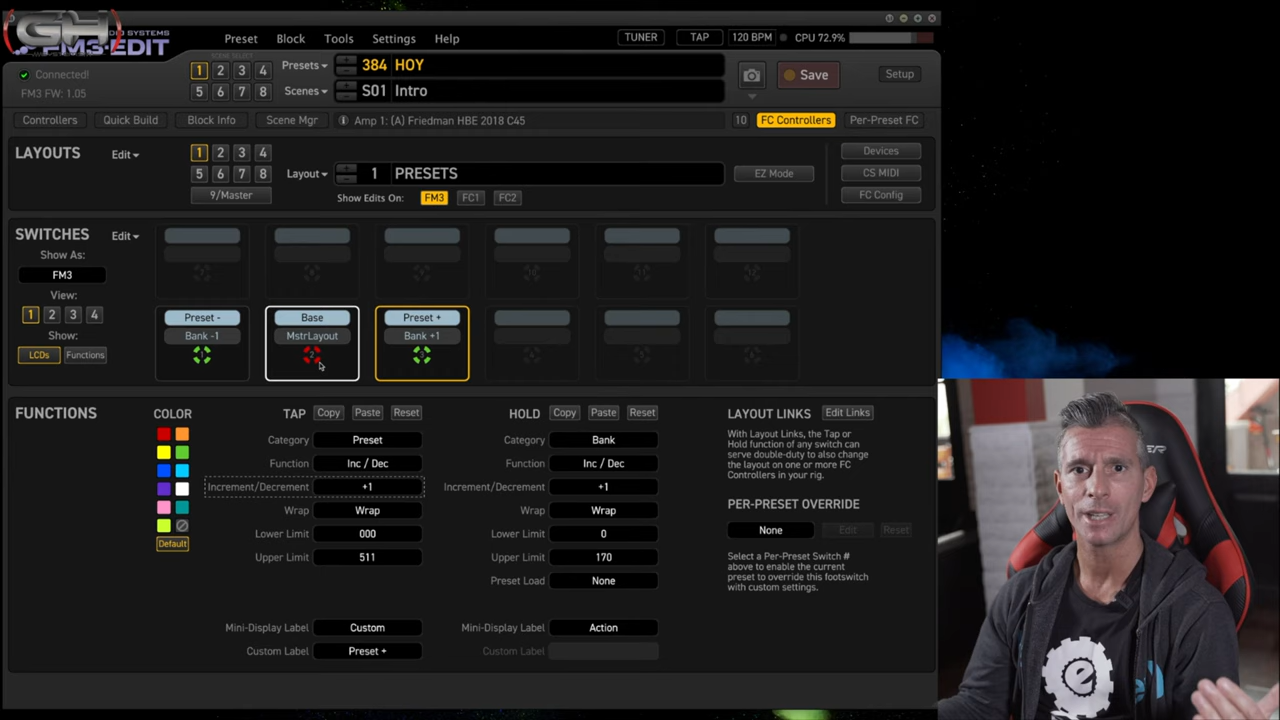 GH
AUDIO SYSTEMS
FM3-EDIT
Preset Block Tools Settings Help
TUNER TAP 120 BPM CPU 72.9%
Connected!
FM3 FW: 1.05
1 2 3 4
5 6 7 8
Presets 384 HOY
Scenes S01 Intro
Save
Setup
Controllers Quick Build Block Info Scene Mgr Amp 1: (A) Friedman HBE 2018 C45 10 FC Controllers Per-Preset FC
LAYOUTS Edit
1 2 3 4
5 6 7 8
9/Master
Layout 1 PRESETS
EZ Mode
Show Edits On: FM3 FC1 FC2
Devices
CS MIDI
FC Config
SWITCHES Edit
Show As:
FM3
View:
1 2 3 4
Show:
LCDs Functions
Preset - Base Preset +
Bank -1 MstrLayout Bank +1
1 2 3
FUNCTIONS
COLOR
Default
TAP Copy Paste Reset
Category Preset
Function Inc / Dec
Increment/Decrement +1
Wrap Wrap
Lower Limit 000
Upper Limit 511
Mini-Display Label Custom
Custom Label Preset +
HOLD Copy Paste Reset
Category Bank
Function Inc / Dec
Increment/Decrement +1
Wrap Wrap
Lower Limit 0
Upper Limit 170
Preset Load None
Mini-Display Label Action
Custom Label
LAYOUT LINKS Edit Links
With Layout Links, the Tap or
Hold function of any switch can
serve double-duty to also change
the layout on one or more FC
Controllers in your rig.
PER-PRESET OVERRIDE
None Edit Reset
Select a Per-Preset Switch #
above to enable the current
preset to override this footswitch
with custom settings.